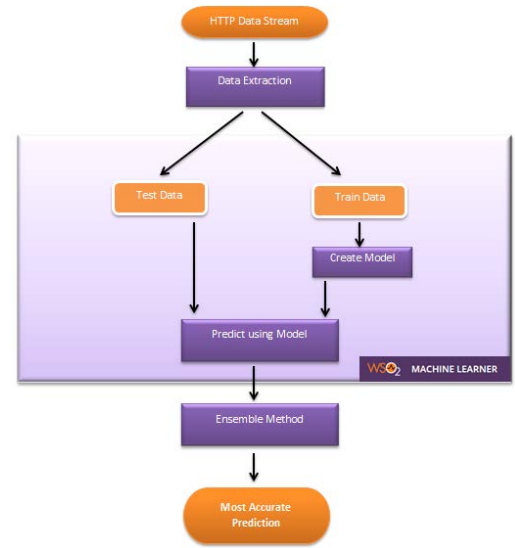 HTTP Data Stream
Data Extraction
Test Data
Train Data
Create Model
Predict using Model
WSO2 MACHINE LEARNER
Ensemble Method
Most Accurate
Prediction